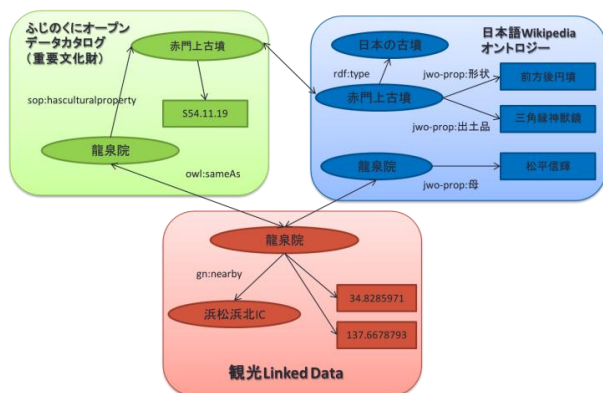 ふじのくにオープン
データカタログ
（重要文化財）
赤門上古墳
sop:hasculturalproperty
S54.11.19
龍泉院
owl:sameAs
日本語Wikipedia
オントロジー
日本の古墳
rdf:type
jwo-prop:形状
前方後円墳
赤門上古墳
jwo-prop:出土品
三角縁神獣鏡
龍泉院
松平信輝
jwo-prop:母
龍泉院
gn:nearby
34.8285971
浜松浜北IC
137.6678793
観光Linked Data